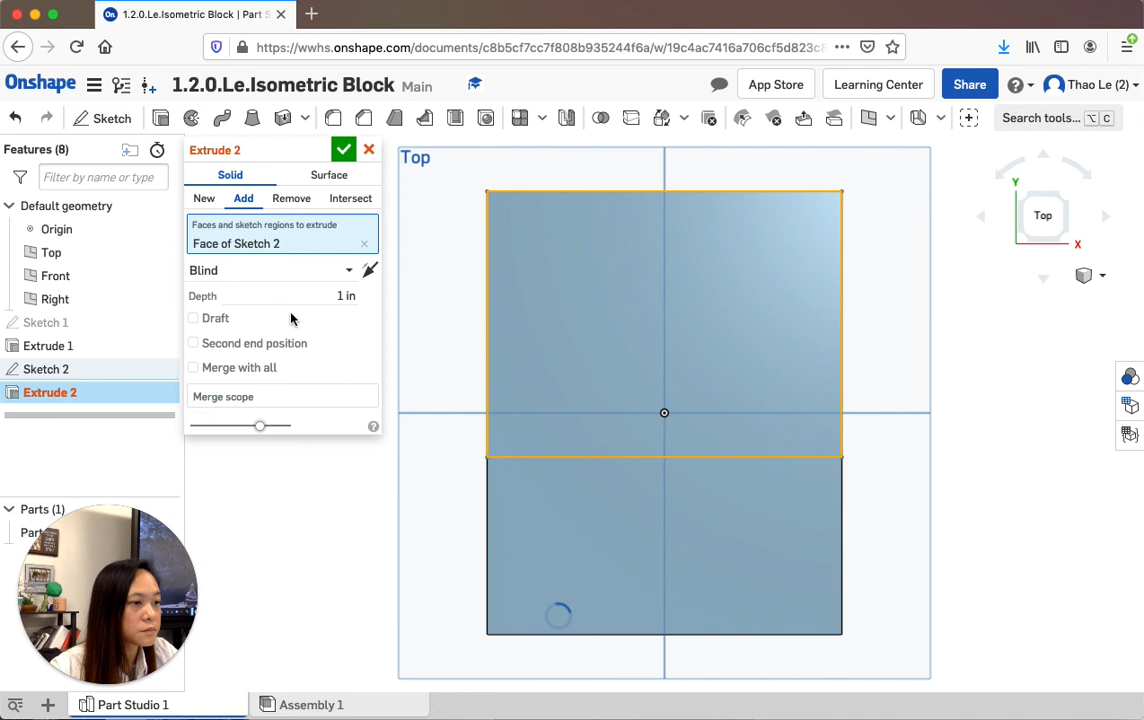 1.2.0.Le.Isometric Block | Part S
https://wwhs.onshape.com/documents/c8b5cf7cc7f808b935244f6a/w/19c4ac7416a706cf5d823c8
Onshape
1.2.0.Le.Isometric Block Main
App Store
Learning Center
Share
Thao Le (2)
Sketch
Search tools... ⌥ C
Features (8)
Filter by name or type
Default geometry
Origin
Top
Front
Right
Sketch 1
Extrude 1
Sketch 2
Extrude 2
Parts (1)
Extrude 2
Solid
Surface
New
Add
Remove
Intersect
Faces and sketch regions to extrude
Face of Sketch 2
Blind
Depth
1 in
Draft
Second end position
Merge with all
Merge scope
Top
Y
Top
X
Part Studio 1
Assembly 1